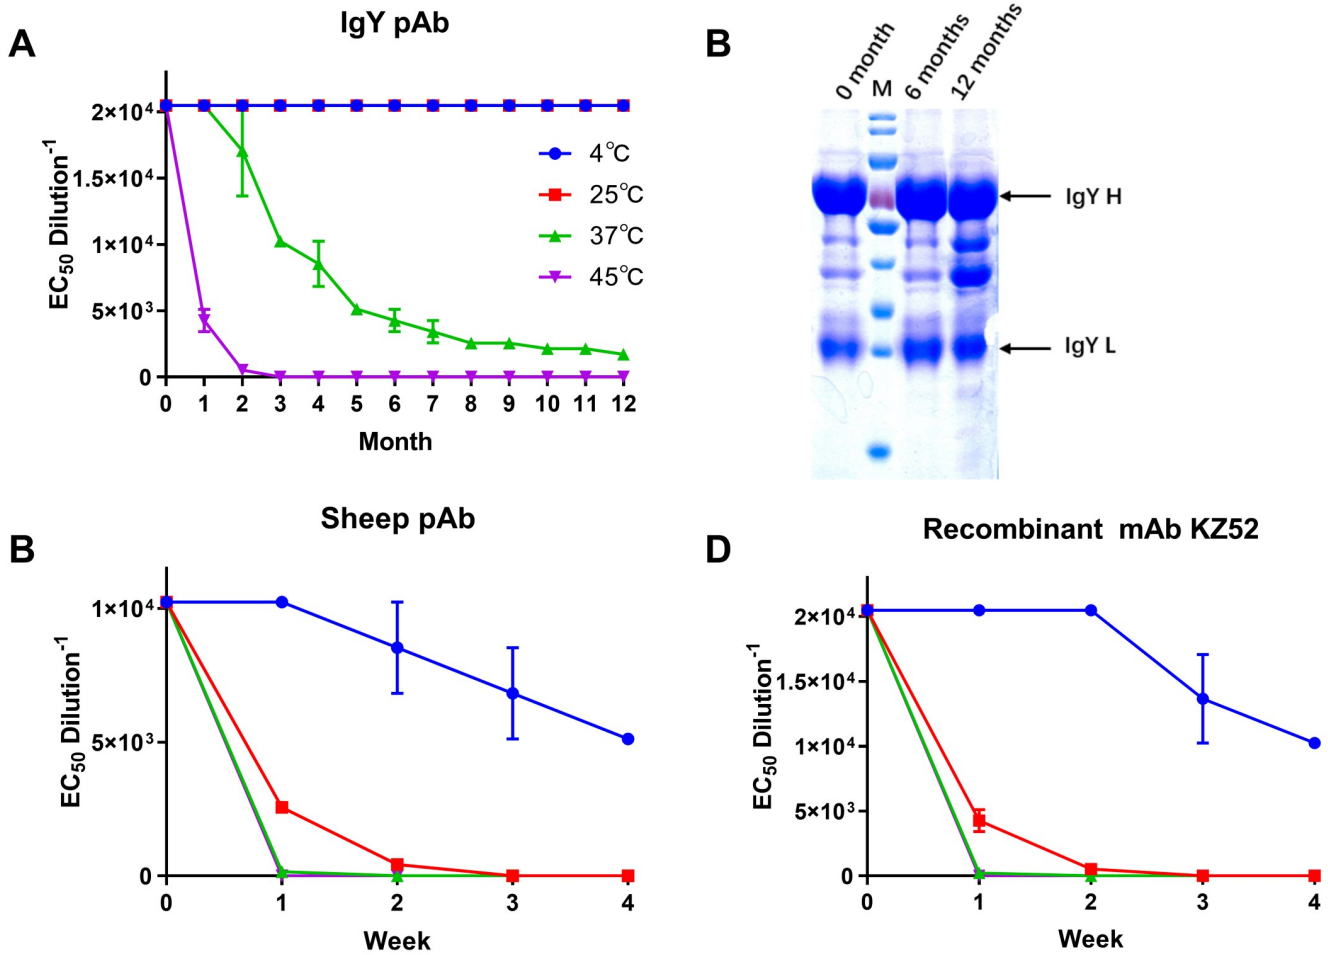 A
IgY pAb
EC50 Dilution-1
2×10⁴
1.5×10⁴
1×10⁴
5×10³
0
4℃
25℃
37℃
45℃
0 1 2 3 4 5 6 7 8 9 10 11 12
Month
B
0 month
M
6 months
12 months
IgY H
IgY L
B
Sheep pAb
EC50 Dilution-1
1×10⁴
5×10³
0
0 1 2 3 4
Week
D
Recombinant mAb KZ52
EC50 Dilution-1
2×10⁴
1.5×10⁴
1×10⁴
5×10³
0
0 1 2 3 4
Week